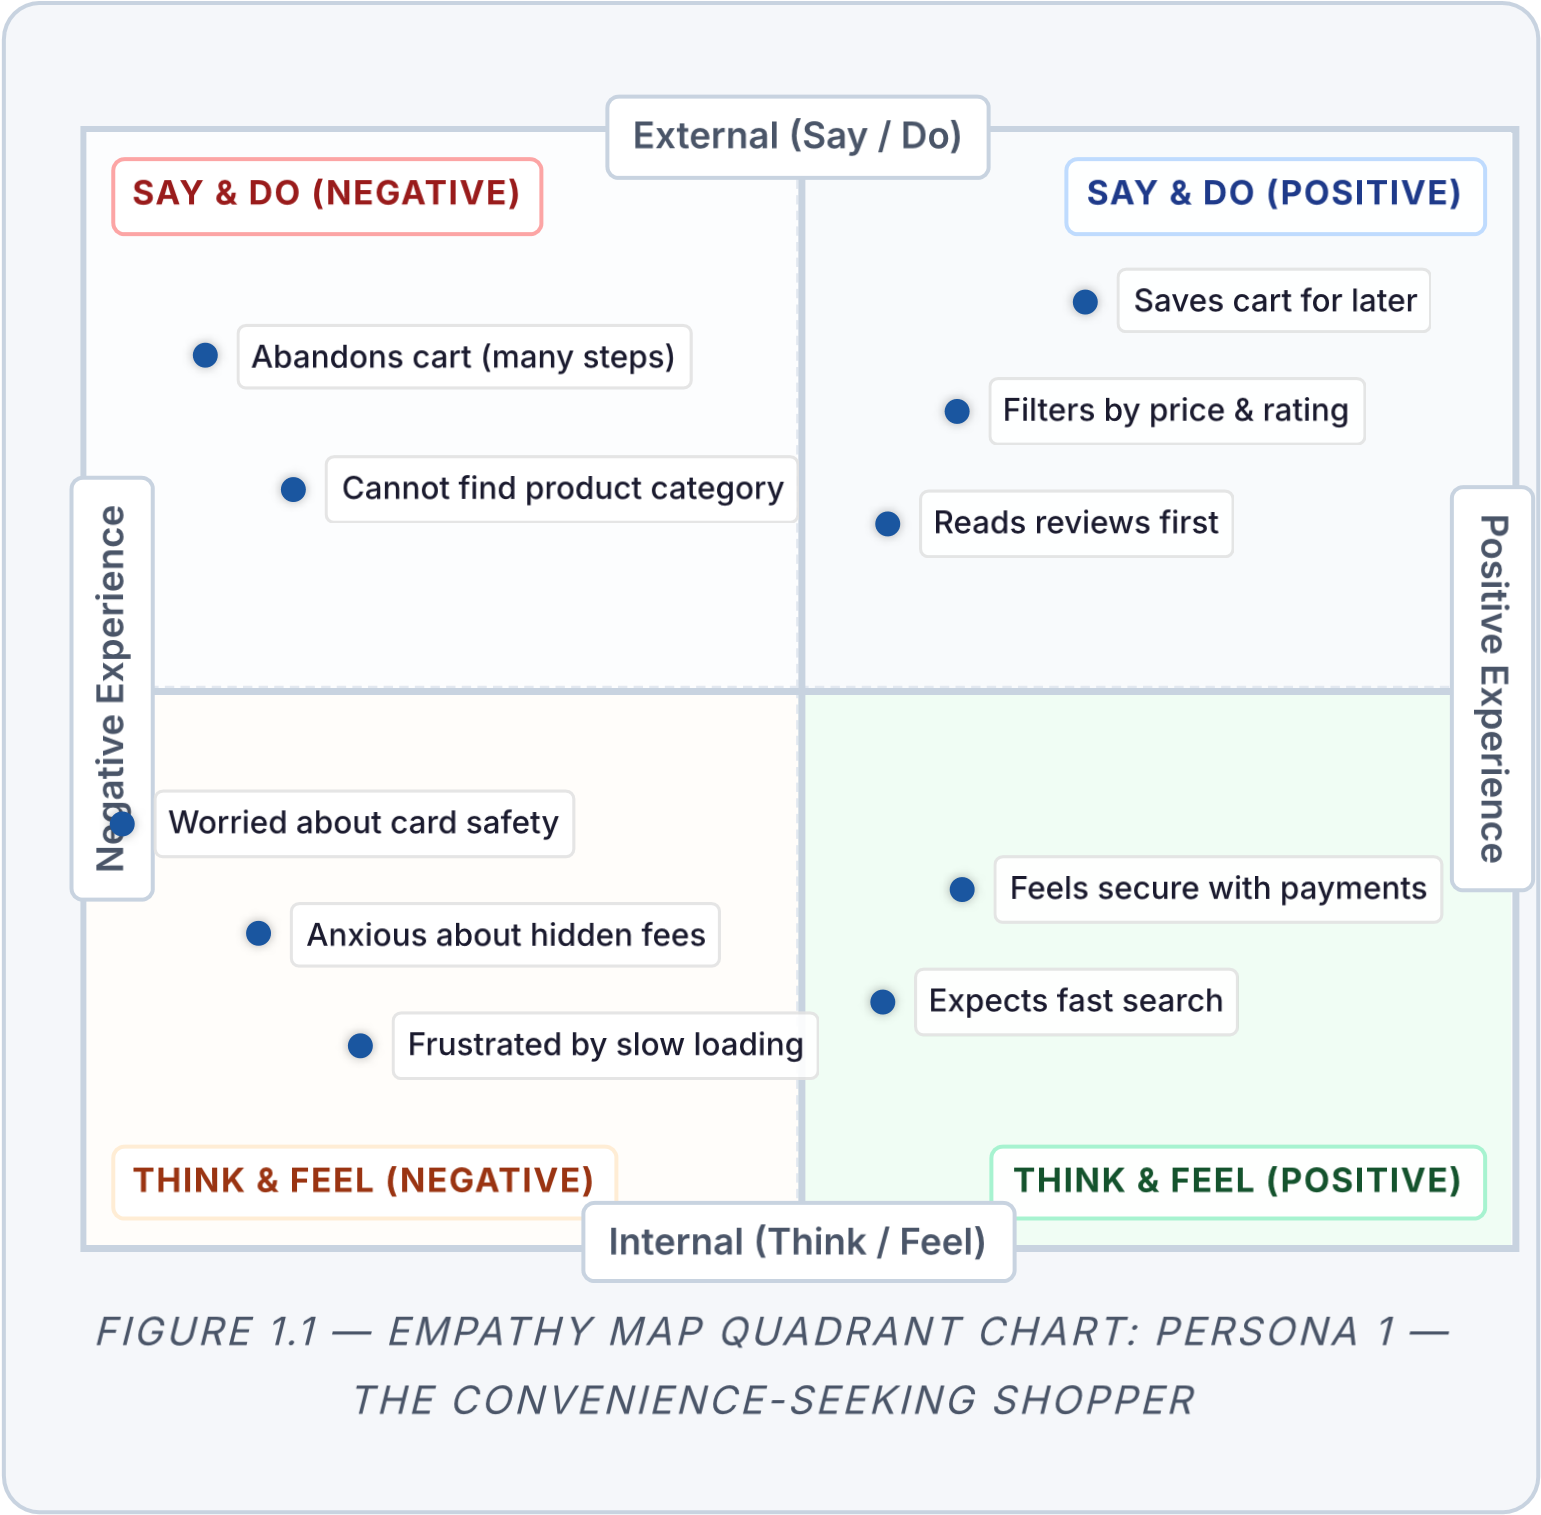 External (Say / Do)
SAY & DO (NEGATIVE)
SAY & DO (POSITIVE)
Saves cart for later
Abandons cart (many steps)
Filters by price & rating
Cannot find product category
Reads reviews first
Negative Experience
Positive Experience
Worried about card safety
Feels secure with payments
Anxious about hidden fees
Expects fast search
Frustrated by slow loading
THINK & FEEL (NEGATIVE)
THINK & FEEL (POSITIVE)
Internal (Think / Feel)
FIGURE 1.1 — EMPATHY MAP QUADRANT CHART: PERSONA 1 —
THE CONVENIENCE-SEEKING SHOPPER